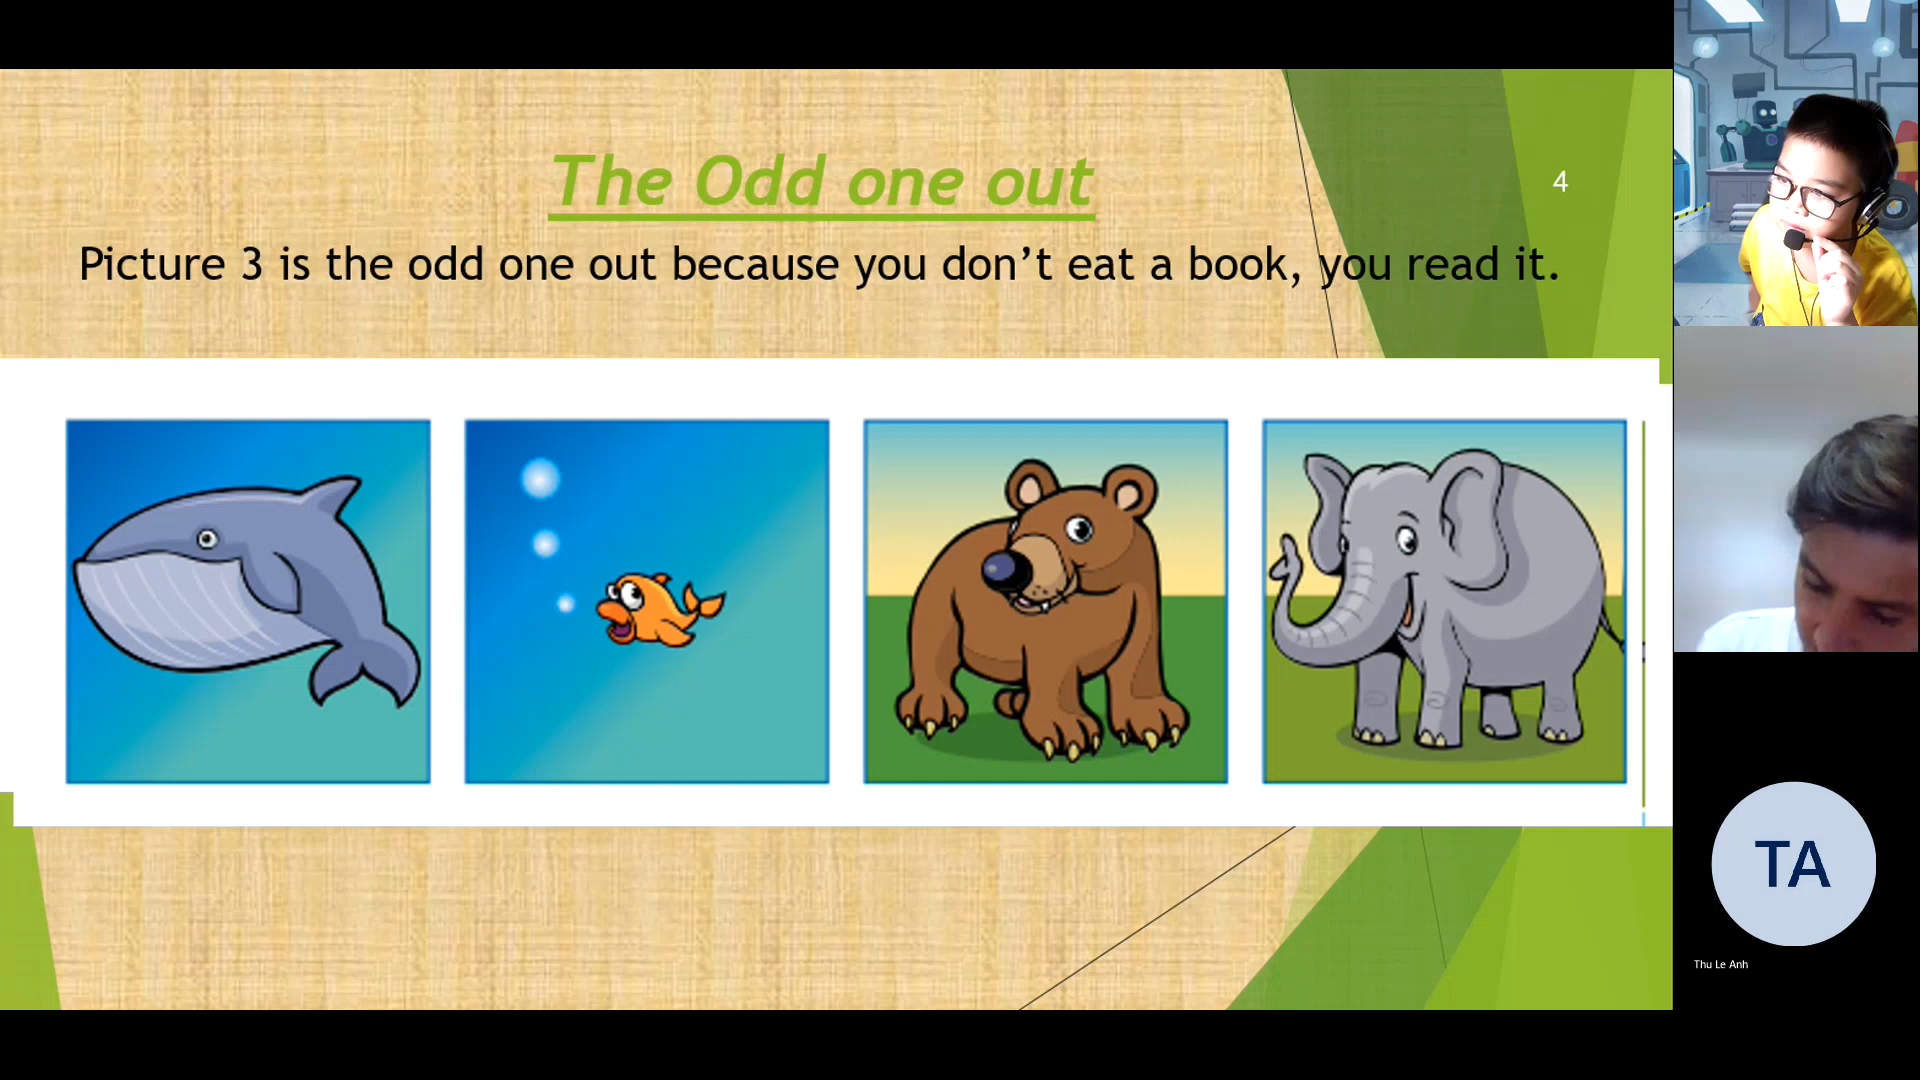 The Odd one out
4
Picture 3 is the odd one out because you don’t eat a book, you read it.
TA
Thu Le Anh